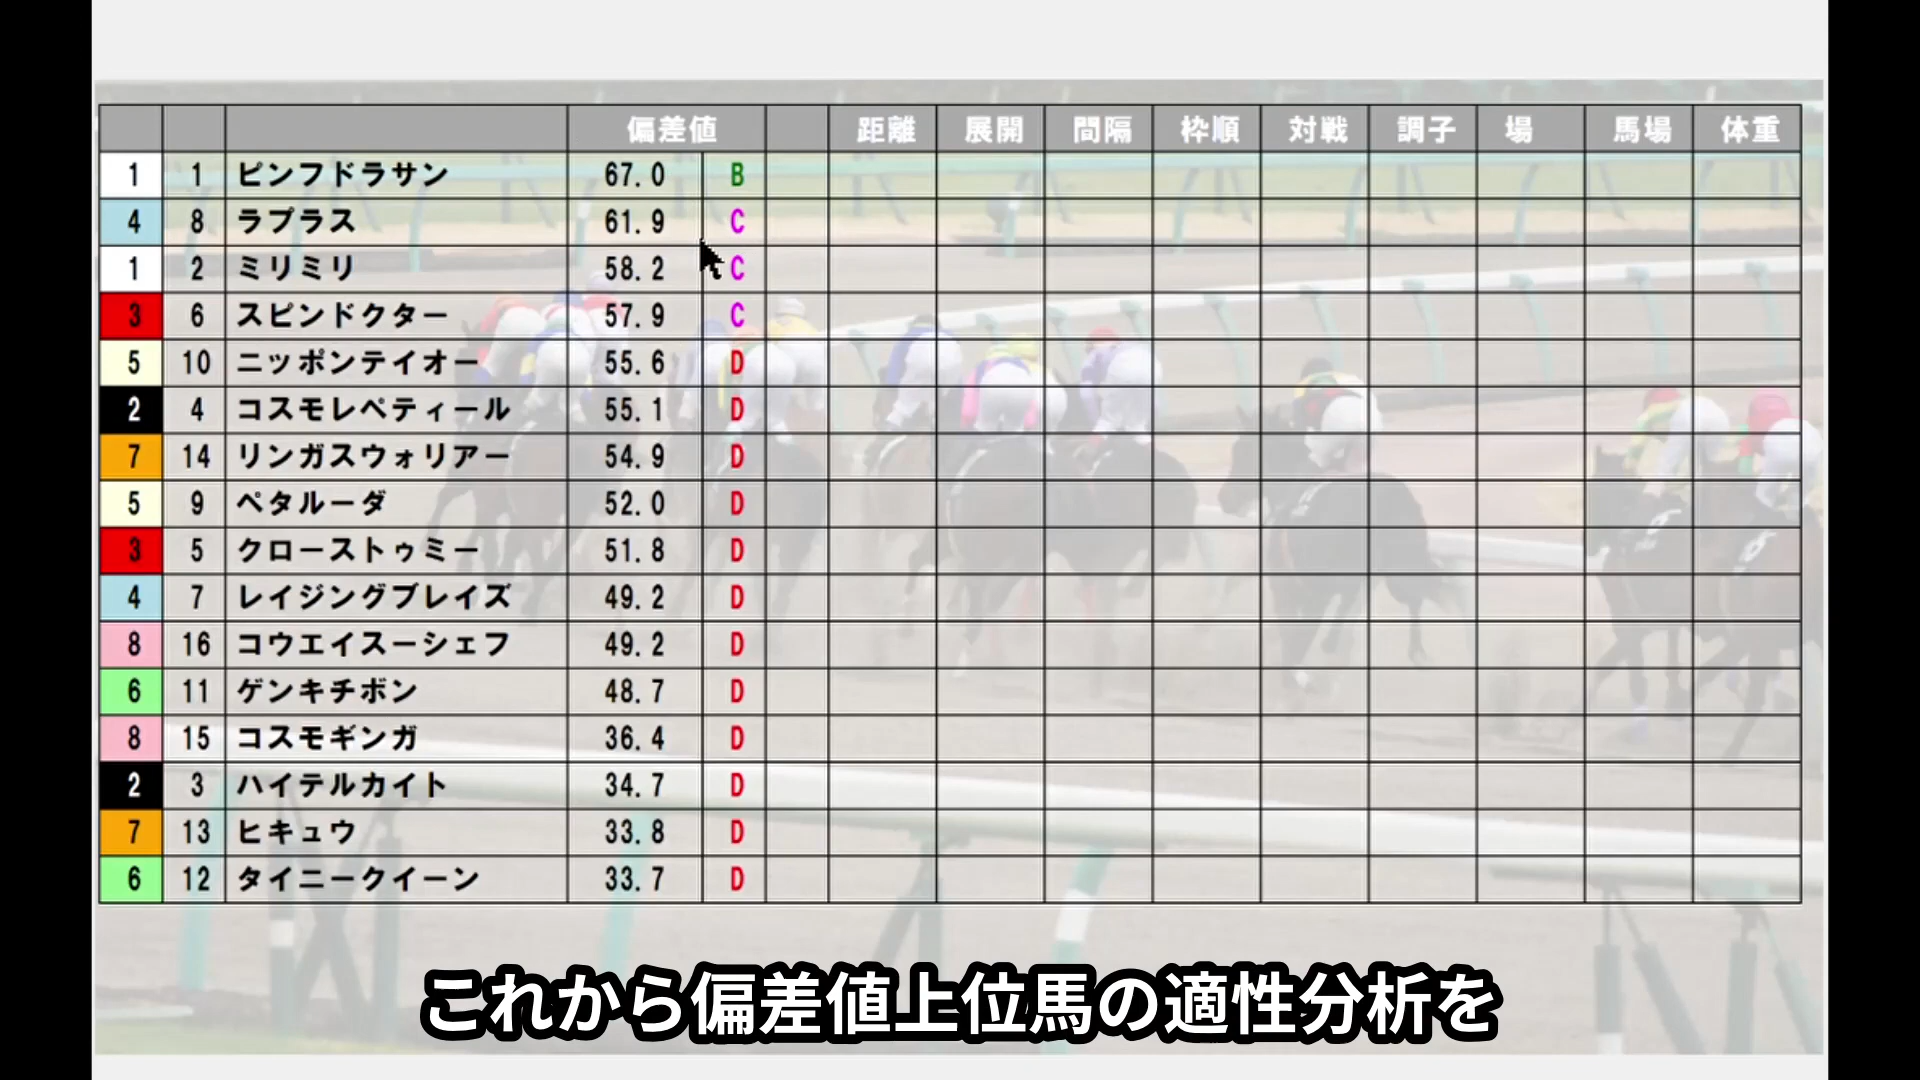 偏差値 距離 展開 間隔 枠順 対戦 調子 場 馬場 体重
1 1 ピンフドラサン 67.0 B
4 8 ラプラス 61.9 C
1 2 ミリミリ 58.2 C
3 6 スピンドクター 57.9 C
5 10 ニッポンテイオー 55.6 D
2 4 コスモレペティール 55.1 D
7 14 リンガスウォリアー 54.9 D
5 9 ペタルーダ 52.0 D
3 5 クローストゥミー 51.8 D
4 7 レイジングブレイズ 49.2 D
8 16 コウエイスーシェフ 49.2 D
6 11 ゲンキチボン 48.7 D
8 15 コスモギンガ 36.4 D
2 3 ハイテルカイト 34.7 D
7 13 ヒキュウ 33.8 D
6 12 タイニークイーン 33.7 D
これから偏差値上位馬の適性分析を